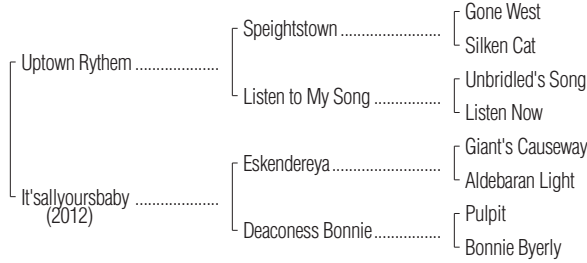 Gone West
Speightstown
Silken Cat
Uptown Rythem
Unbridled's Song
Listen to My Song
Listen Now
Giant's Causeway
Eskendereya
Aldebaran Light
It'sallyoursbaby
(2012)
Pulpit
Deaconess Bonnie
Bonnie Byerly